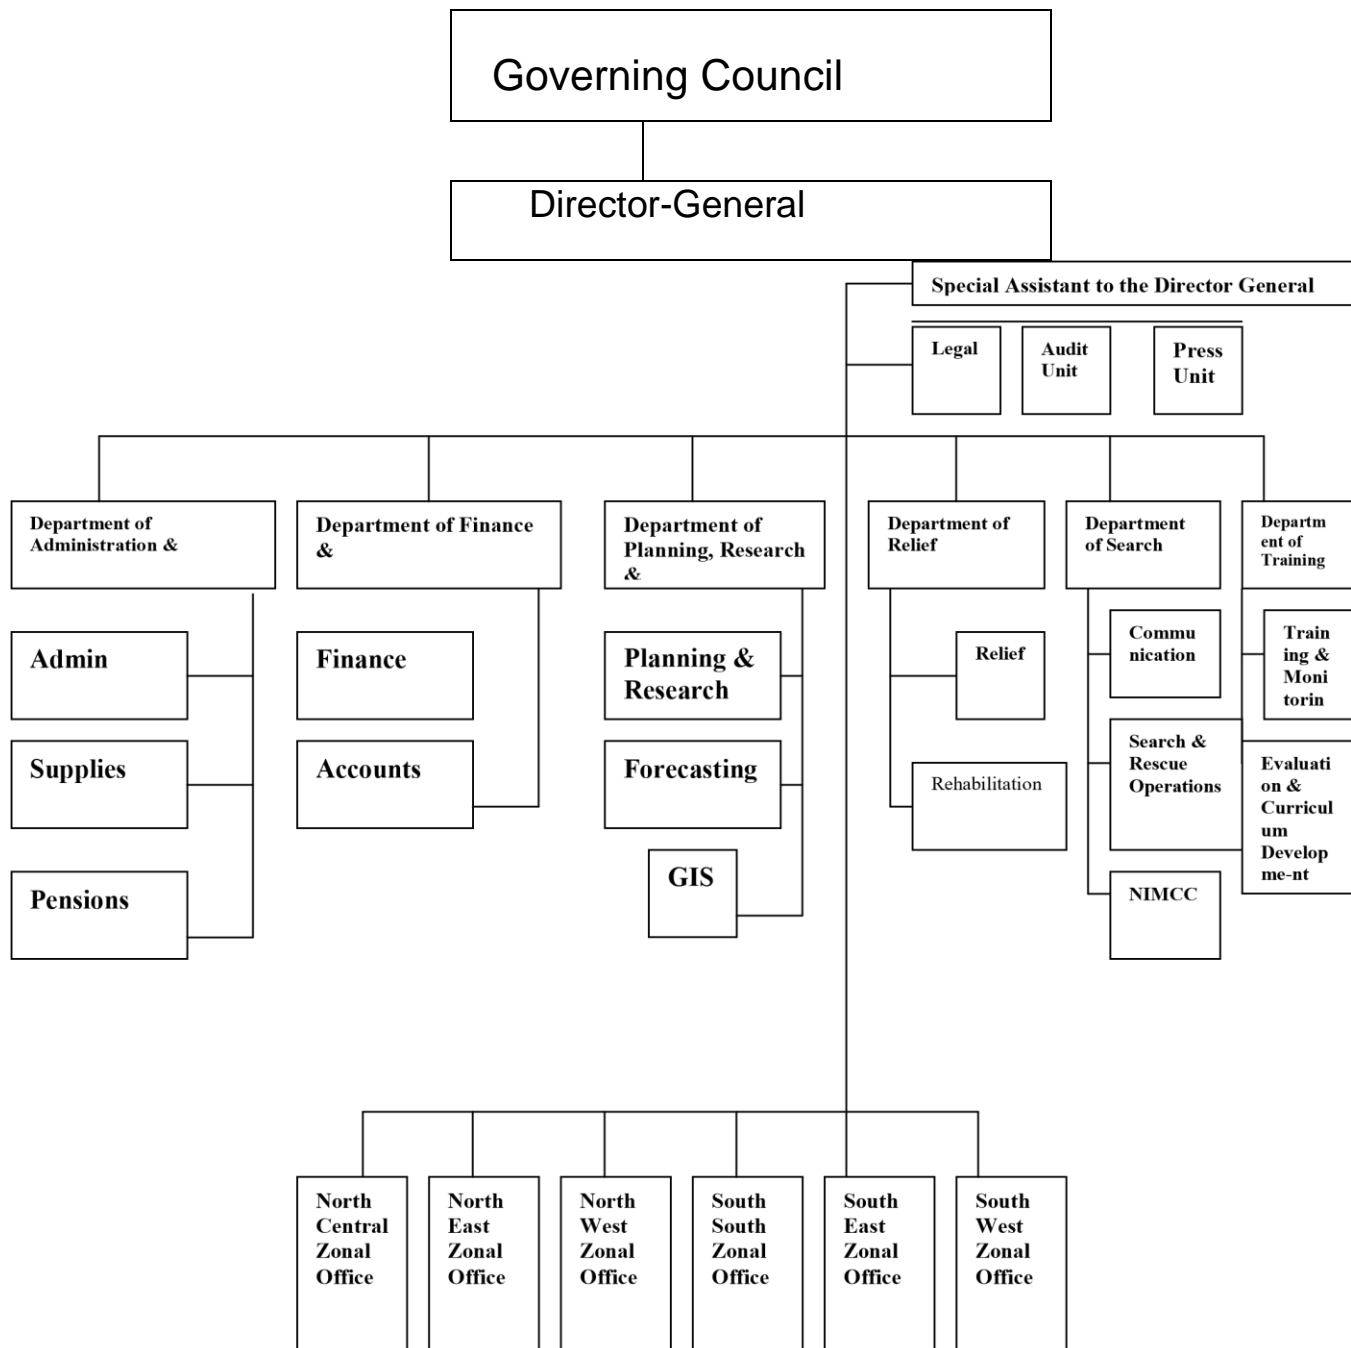 Governing Council
Director-General
Special Assistant to the Director General
Legal
Audit
Unit
Press
Unit
Department of
Administration &
Department of Finance
&
Department of
Planning, Research
&
Department of
Relief
Department
of Search
Departm
ent of
Training
Admin
Finance
Planning &
Research
Relief
Commu
nication
Train
ing &
Moni
torin
Supplies
Accounts
Forecasting
Rehabilitation
Search &
Rescue
Operations
Evaluati
on &
Curricul
um
Develop
me-nt
Pensions
GIS
NIMCC
North
Central
Zonal
Office
North
East
Zonal
Office
North
West
Zonal
Office
South
South
Zonal
Office
South
East
Zonal
Office
South
West
Zonal
Office